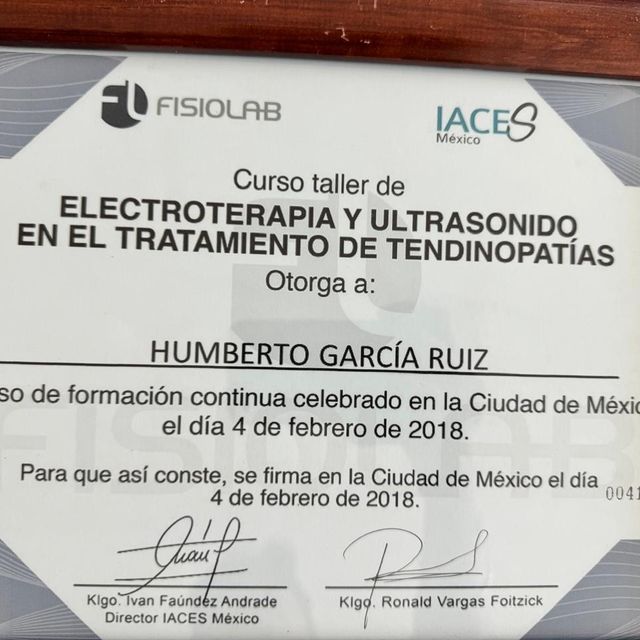 FISIOLAB
IACES
México
Curso taller de
ELECTROTERAPIA Y ULTRASONIDO
EN EL TRATAMIENTO DE TENDINOPATÍAS
Otorga a:
HUMBERTO GARCÍA RUIZ
so de formación continua celebrado en la Ciudad de Méxic
el día 4 de febrero de 2018.
Para que así conste, se firma en la Ciudad de México el día
4 de febrero de 2018.
0041
Klgo. Ivan Faúndez Andrade
Director IACES México
Klgo. Ronald Vargas Foitzick